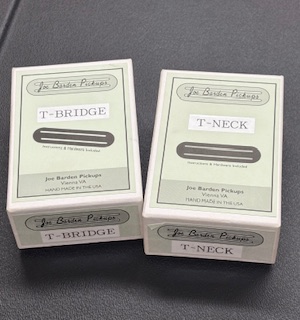 Joe Barden Pickups
T-BRIDGE
Instructions & Hardware Included
Joe Barden Pickups
Vienna VA
HAND MADE IN THE USA
Joe Barden Pickups
T-BRIDGE
Joe Barden Pickups
T-NECK
Instructions & Hardware Included
Joe Barden Pickups
Vienna VA
HAND MADE IN THE USA
Joe Barden Pickups
T-NECK